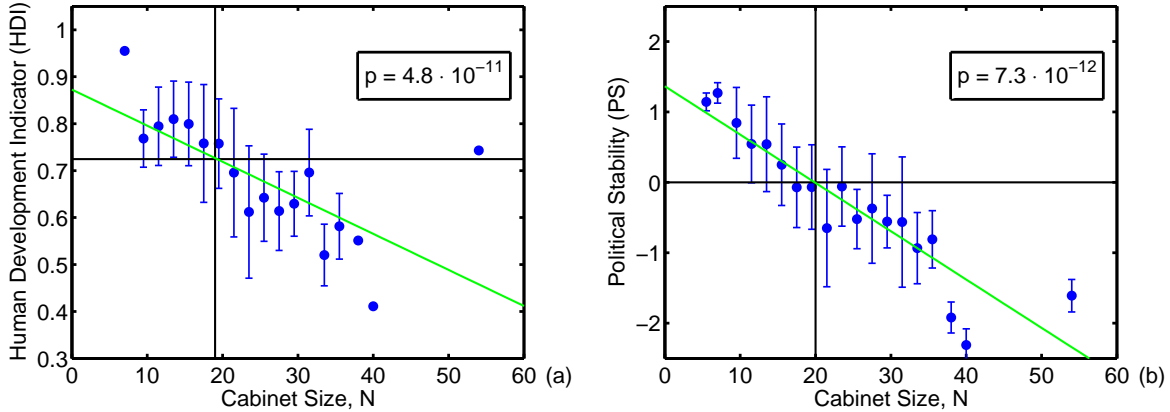 Human Development Indicator (HDI)
1
0.9
0.8
0.7
0.6
0.5
0.4
0.3
0 10 20 30 40 50 60 (a)
Cabinet Size, N
p = 4.8 · 10⁻¹¹
Political Stability (PS)
2
1
0
−1
−2
0 10 20 30 40 50 60 (b)
Cabinet Size, N
p = 7.3 · 10⁻¹²